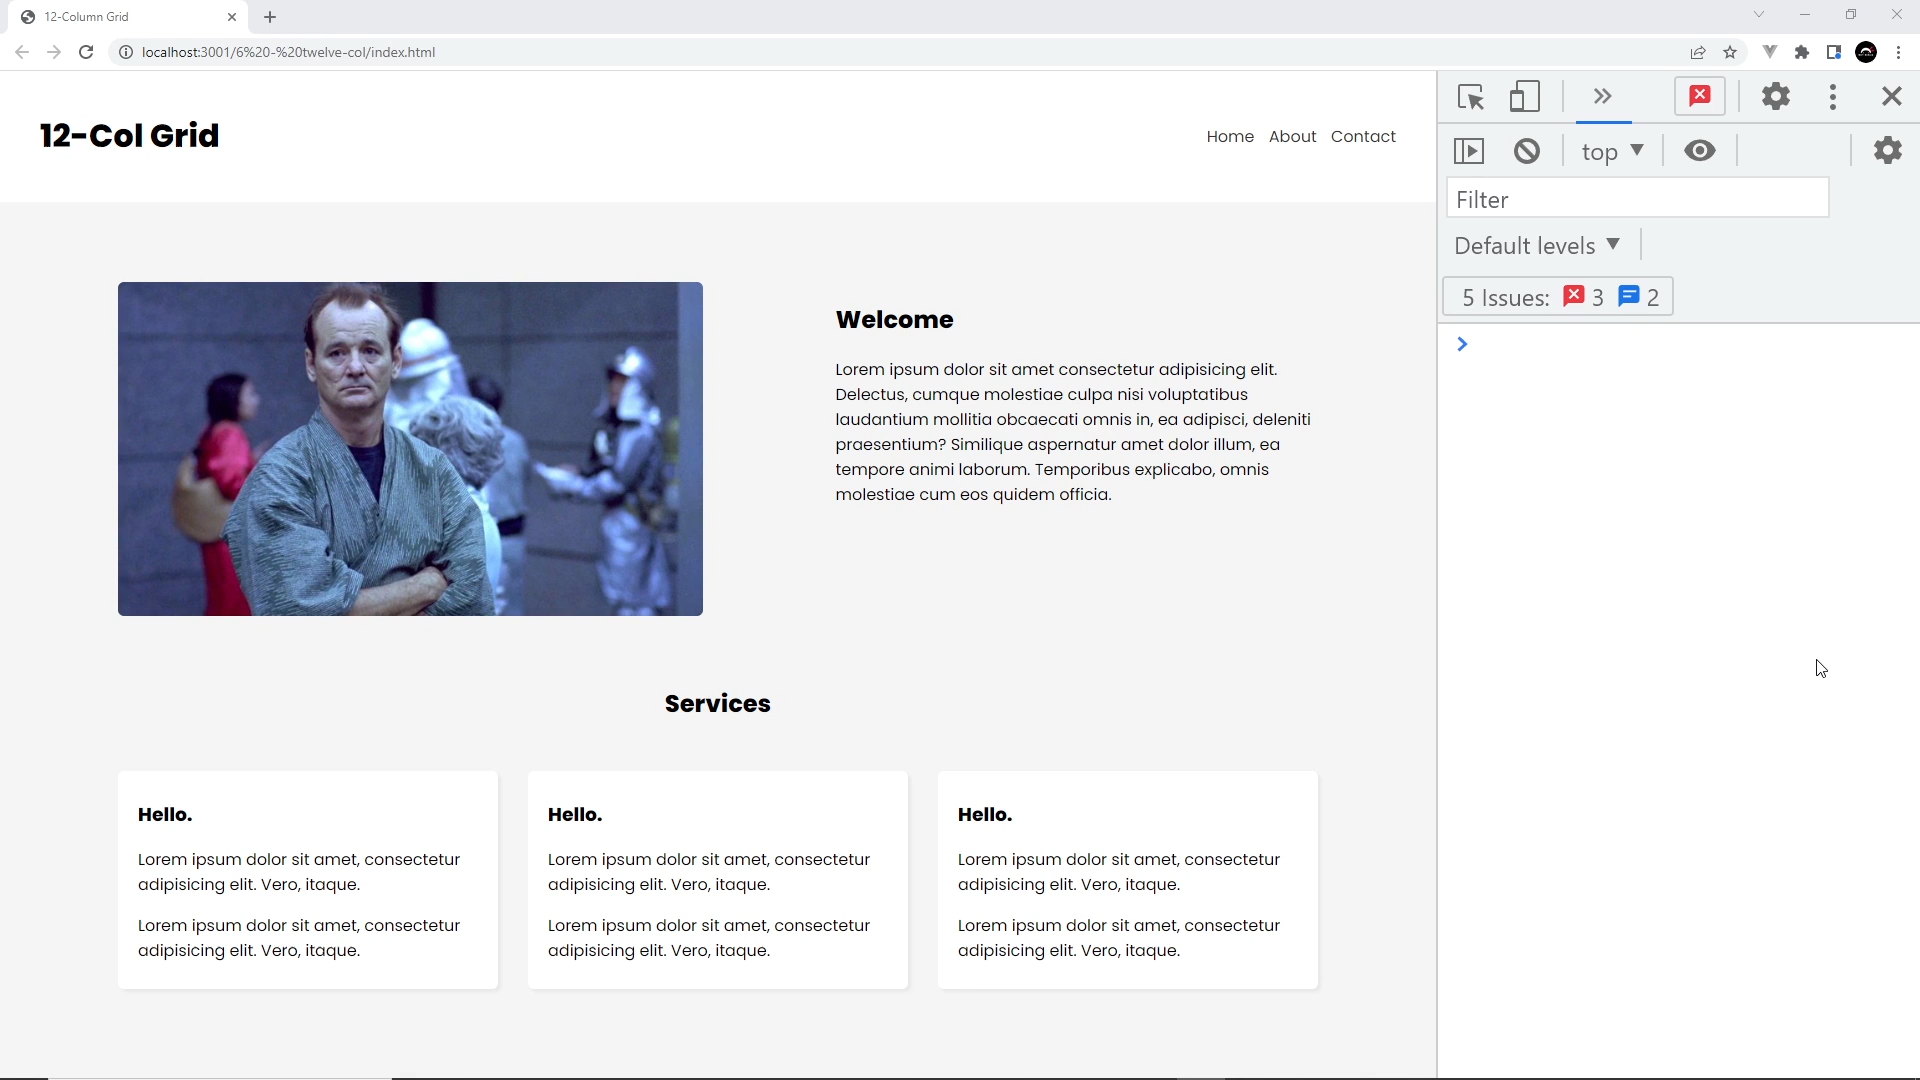 12-Column Grid
localhost:3001/6%20-%20twelve-col/index.html
12-Col Grid
Home About Contact
top
Filter
Default levels
5 Issues: 3 2
Welcome
Lorem ipsum dolor sit amet consectetur adipisicing elit.
Delectus, cumque molestiae culpa nisi voluptatibus
laudantium mollitia obcaecati omnis in, ea adipisci, deleniti
praesentium? Similique aspernatur amet dolor illum, ea
tempore animi laborum. Temporibus explicabo, omnis
molestiae cum eos quidem officia.
Services
Hello.
Lorem ipsum dolor sit amet, consectetur
adipisicing elit. Vero, itaque.
Lorem ipsum dolor sit amet, consectetur
adipisicing elit. Vero, itaque.
Hello.
Lorem ipsum dolor sit amet, consectetur
adipisicing elit. Vero, itaque.
Lorem ipsum dolor sit amet, consectetur
adipisicing elit. Vero, itaque.
Hello.
Lorem ipsum dolor sit amet, consectetur
adipisicing elit. Vero, itaque.
Lorem ipsum dolor sit amet, consectetur
adipisicing elit. Vero, itaque.